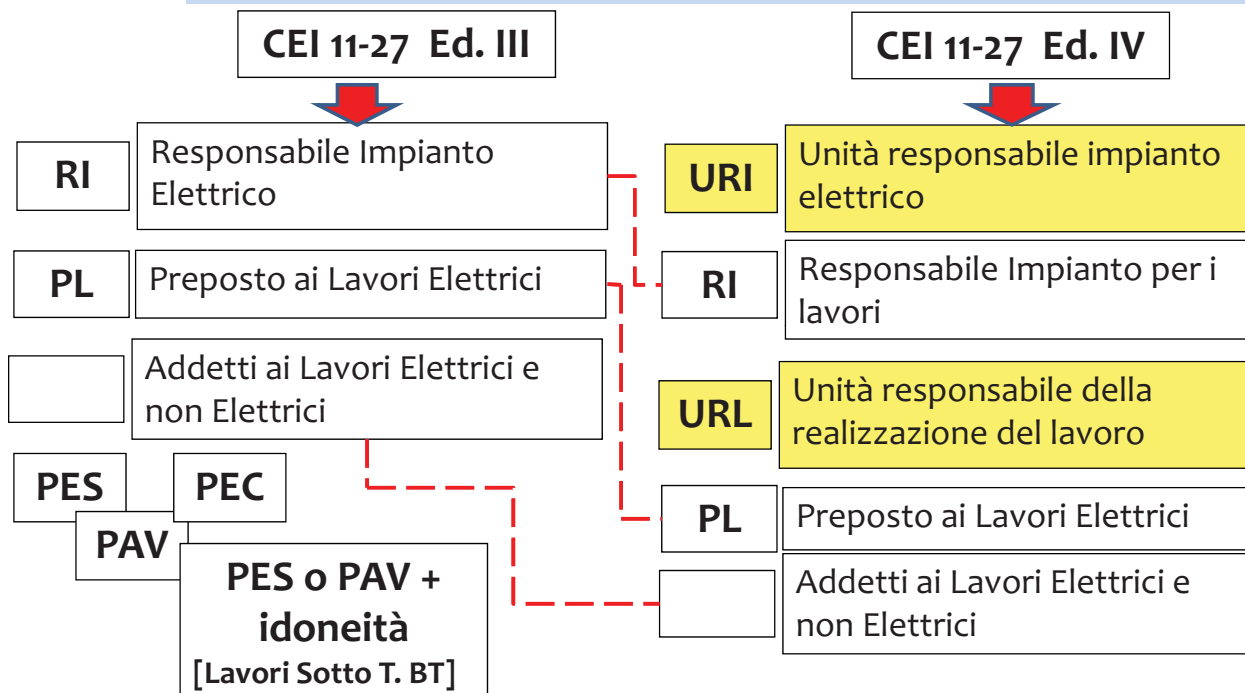 CEI 11-27 Ed. III
RI
Responsabile Impianto
Elettrico
PL
Preposto ai Lavori Elettrici
Addetti ai Lavori Elettrici e
non Elettrici
PES
PEC
PAV
PES o PAV +
idoneità
[Lavori Sotto T. BT]
CEI 11-27 Ed. IV
URI
Unità responsabile impianto
elettrico
RI
Responsabile Impianto per i
lavori
URL
Unità responsabile della
realizzazione del lavoro
PL
Preposto ai Lavori Elettrici
Addetti ai Lavori Elettrici e
non Elettrici